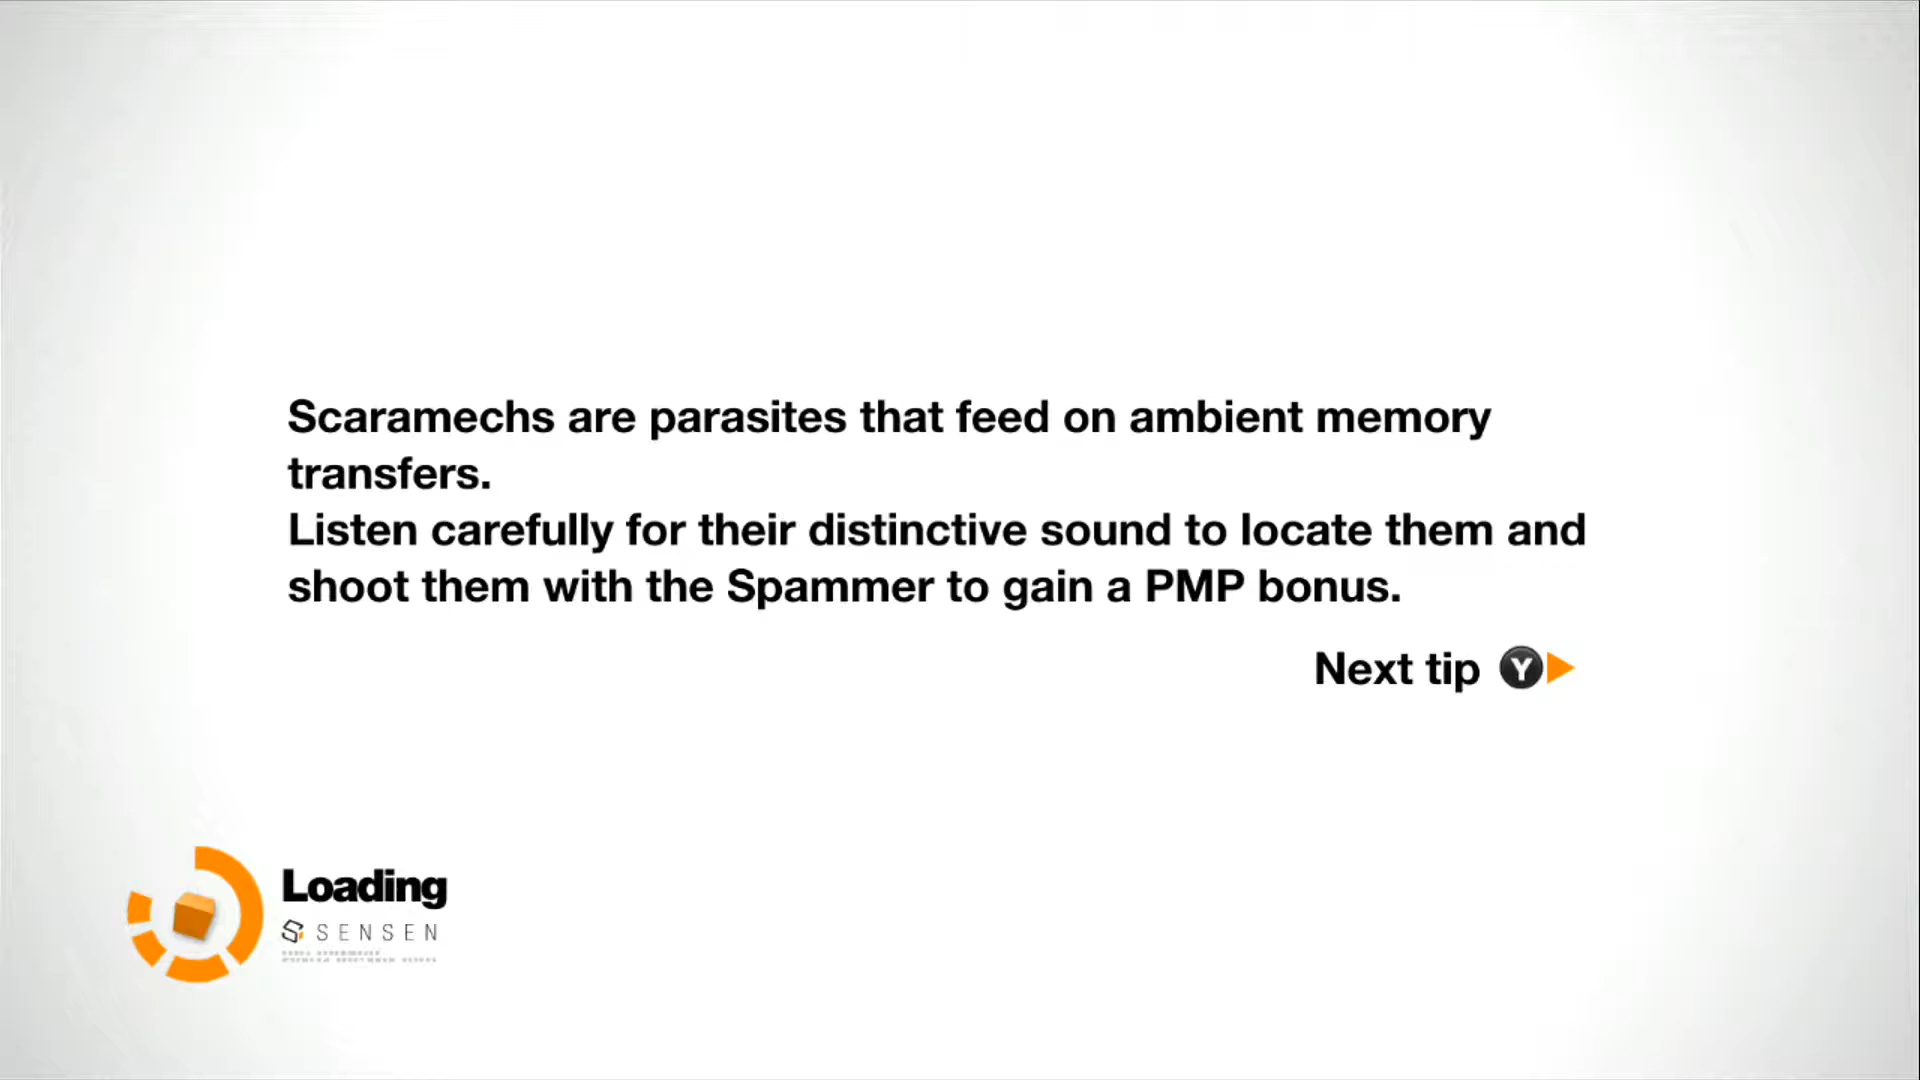 Scaramechs are parasites that feed on ambient memory
transfers.
Listen carefully for their distinctive sound to locate them and
shoot them with the Spammer to gain a PMP bonus.
Next tip Y
Loading
SENSEN